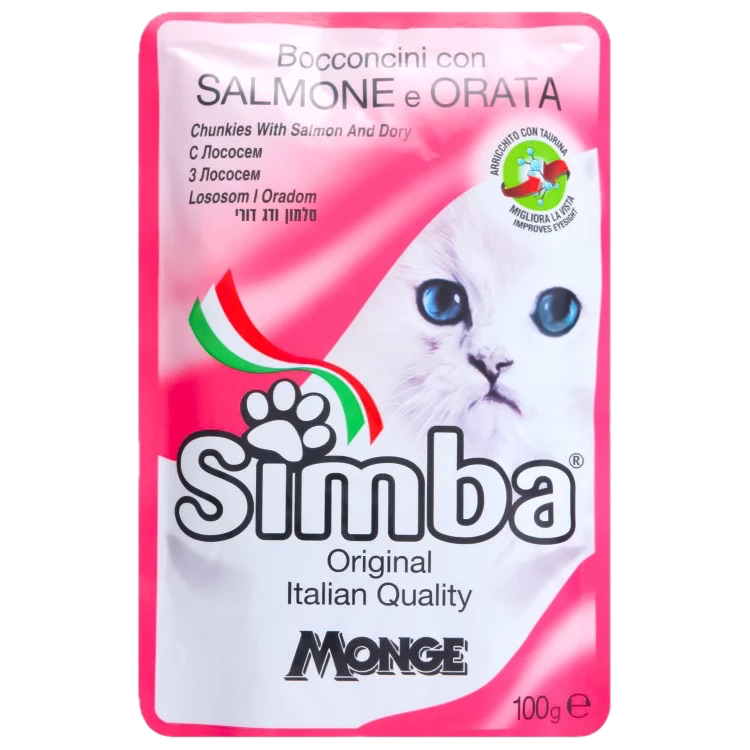 Bocconcini con
SALMONE e ORATA
Chunkies With Salmon And Dory
С Лососем
З Лососем
Lososom I Oradom
סלמון ודג דורי
ARRICCHITO CON TAURINA
MIGLIORA LA VISTA
IMPROVES EYESIGHT
Simba®
Original
Italian Quality
MONGE
100g ℮